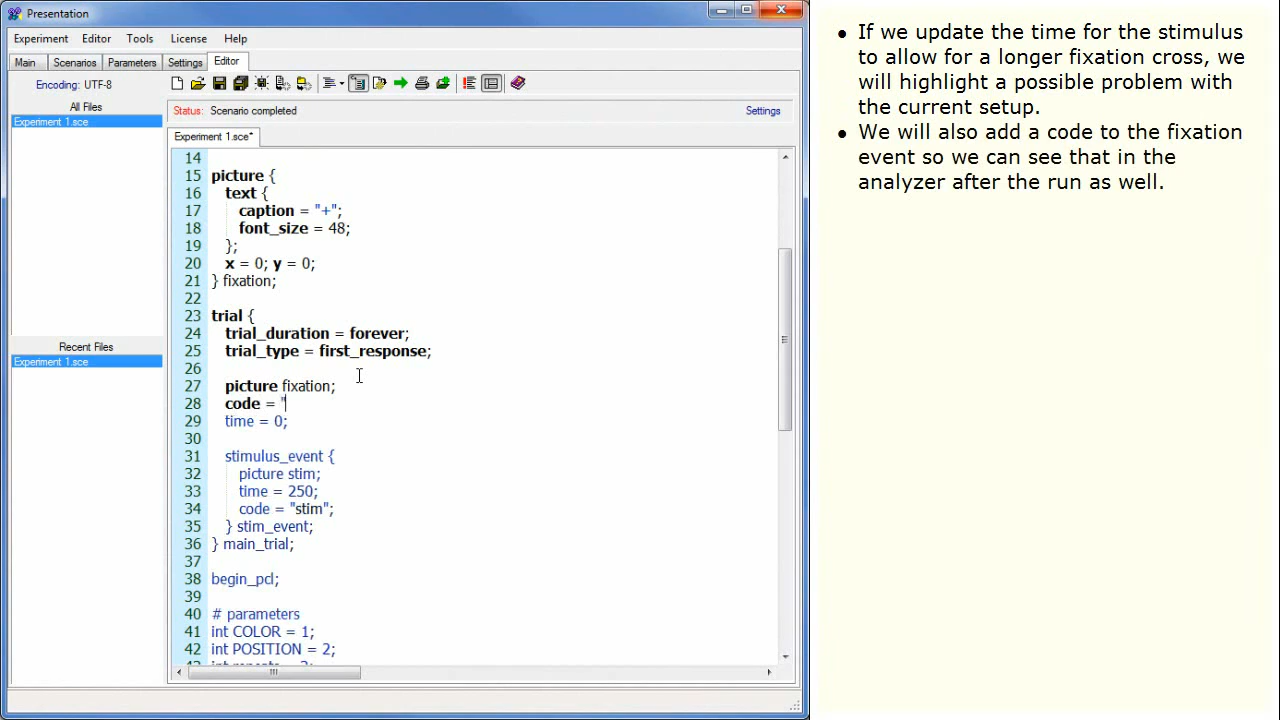 Presentation
Experiment Editor Tools License Help
Main Scenarios Parameters Settings Editor
Encoding: UTF-8
All Files
Experiment 1.sce
Recent Files
Experiment 1.sce
Status: Scenario completed Settings
Experiment 1.sce*
14
15 picture {
16 text {
17 caption = "+";
18 font_size = 48;
19 };
20 x = 0; y = 0;
21 } fixation;
22
23 trial {
24 trial_duration = forever;
25 trial_type = first_response;
26
27 picture fixation;
28 code = "
29 time = 0;
30
31 stimulus_event {
32 picture stim;
33 time = 250;
34 code = "stim";
35 } stim_event;
36 } main_trial;
37
38 begin_pcl;
39
40 # parameters
41 int COLOR = 1;
42 int POSITION = 2;
• If we update the time for the stimulus
to allow for a longer fixation cross, we
will highlight a possible problem with
the current setup.
• We will also add a code to the fixation
event so we can see that in the
analyzer after the run as well.